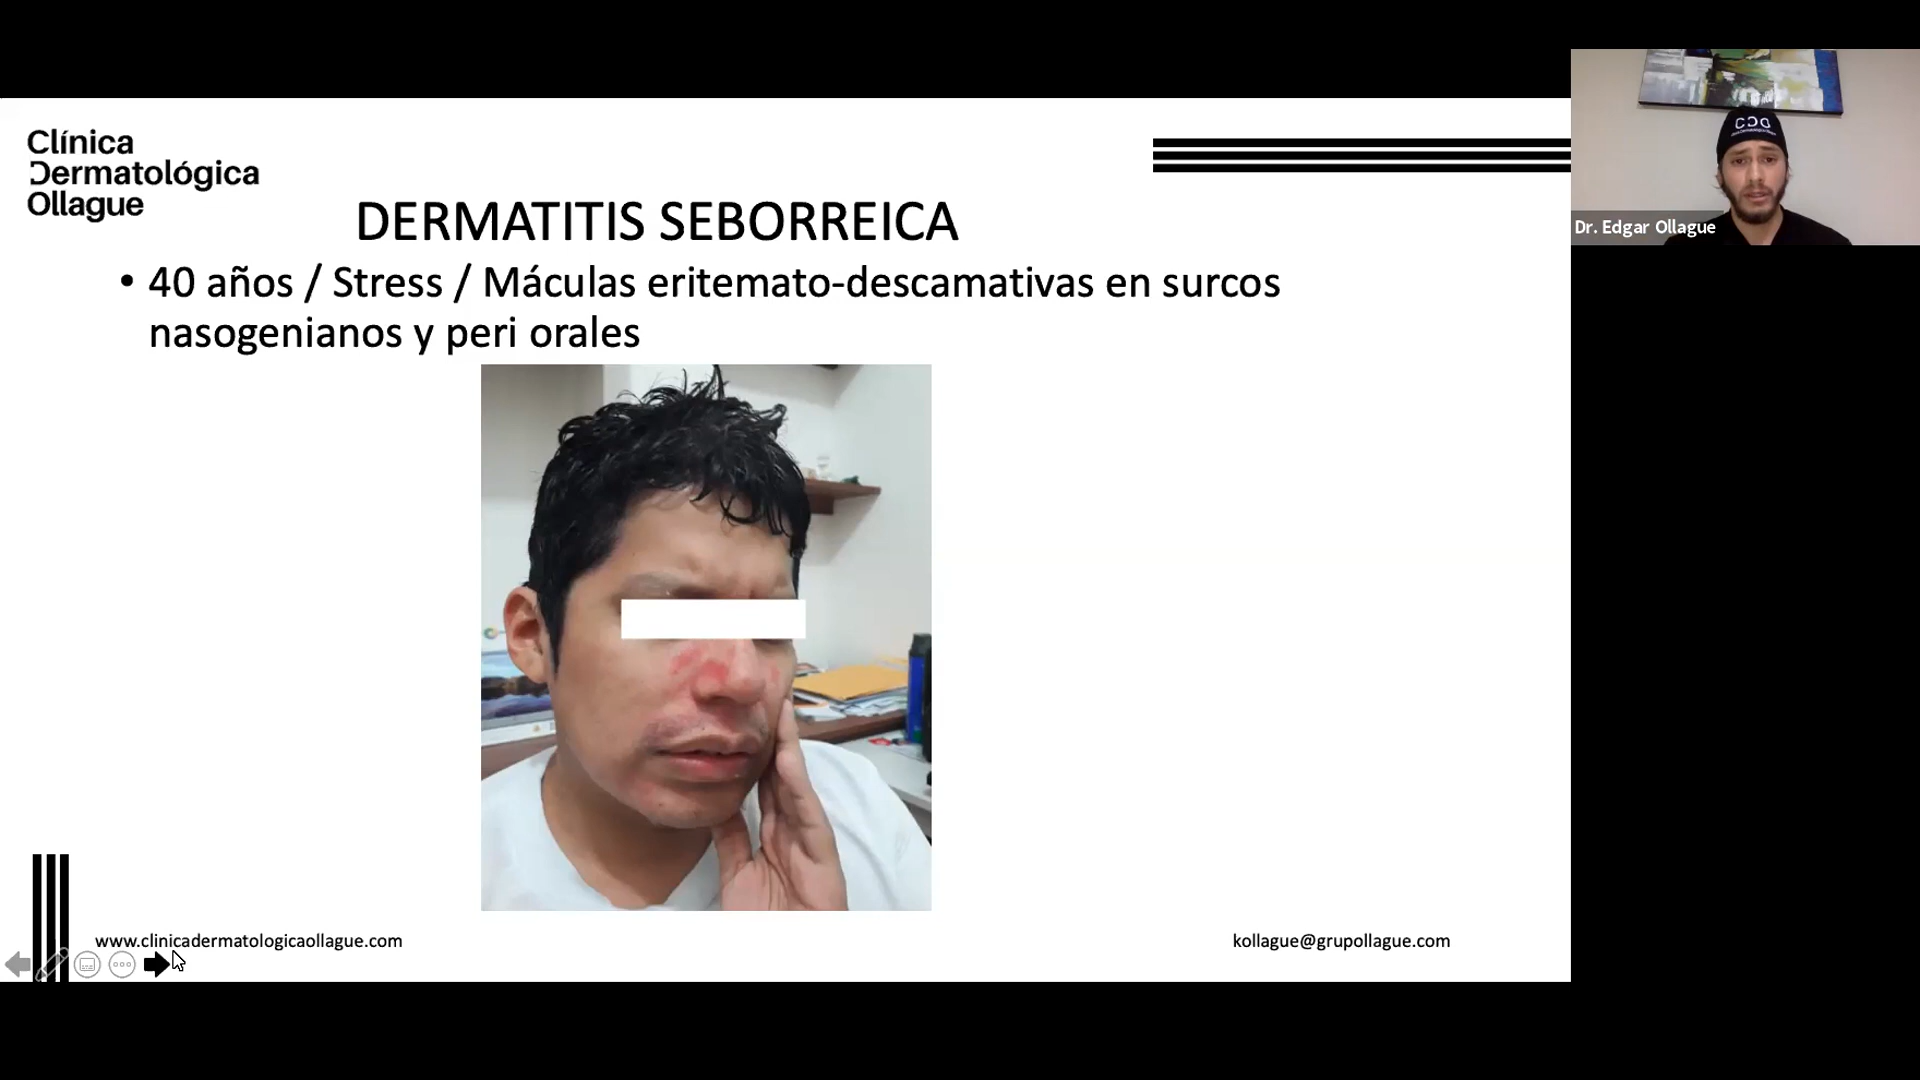 Clínica
Dermatológica
Ollague
DERMATITIS SEBORREICA
• 40 años / Stress / Máculas eritemato-descamativas en surcos
nasogenianos y peri orales
www.clinicadermatologicaollague.com
kollague@grupollague.com
Dr. Edgar Ollague